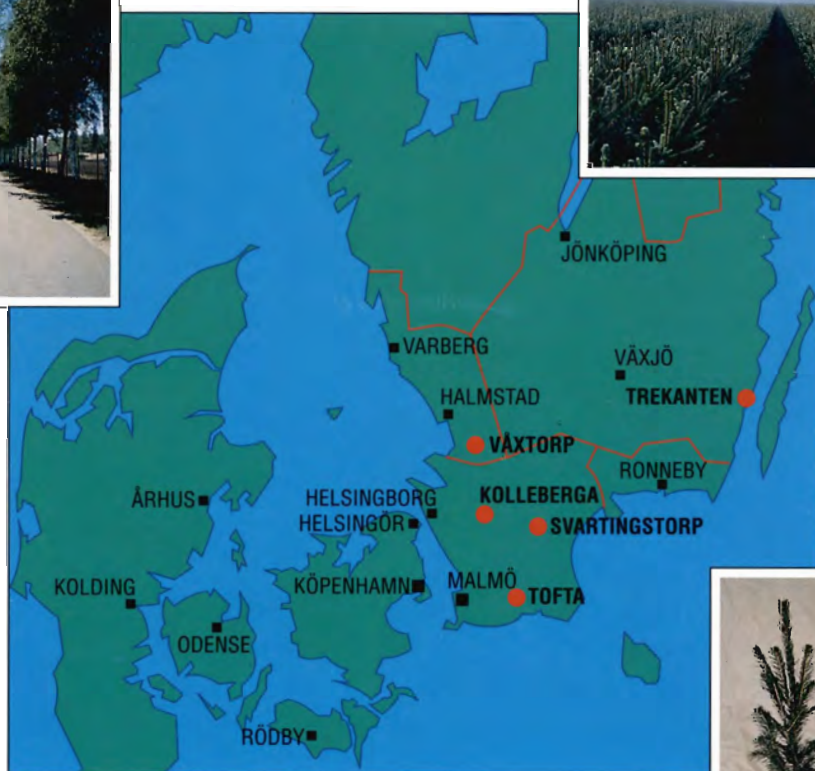 JÖNKÖPING
VARBERG
VÄXJÖ
TREKANTEN
HALMSTAD
VÅXTORP
RONNEBY
KOLLEBERGA
ÅRHUS
HELSINGBORG
HELSINGÖR
SVARTINGSTORP
KOLDING
KÖPENHAMN
MALMÖ
TOFTA
ODENSE
RÖDBY